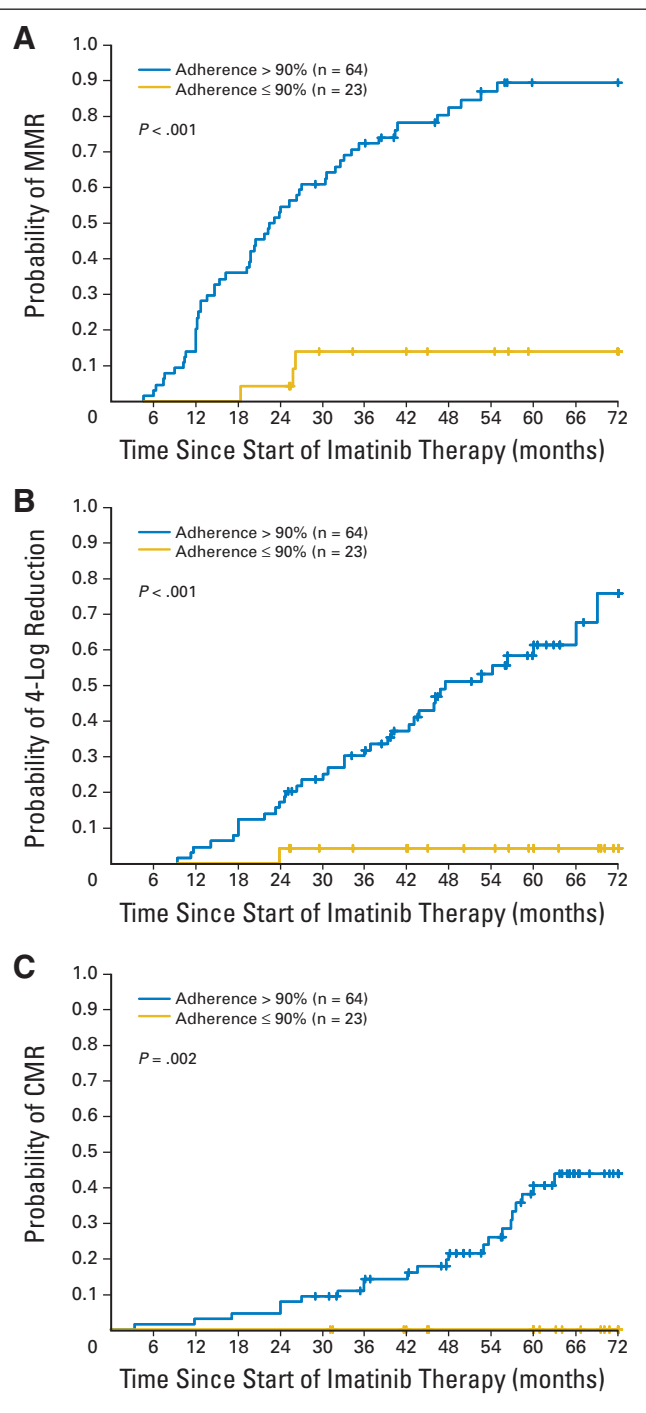 A
1.0
0.9
0.8
0.7
0.6
0.5
0.4
0.3
0.2
0.1
0
Adherence > 90% (n = 64)
Adherence ≤ 90% (n = 23)
P < .001
Probability of MMR
6 12 18 24 30 36 42 48 54 60 66 72
Time Since Start of Imatinib Therapy (months)
B
1.0
0.9
0.8
0.7
0.6
0.5
0.4
0.3
0.2
0.1
0
Adherence > 90% (n = 64)
Adherence ≤ 90% (n = 23)
P < .001
Probability of 4-Log Reduction
6 12 18 24 30 36 42 48 54 60 66 72
Time Since Start of Imatinib Therapy (months)
C
1.0
0.9
0.8
0.7
0.6
0.5
0.4
0.3
0.2
0.1
0
Adherence > 90% (n = 64)
Adherence ≤ 90% (n = 23)
P = .002
Probability of CMR
6 12 18 24 30 36 42 48 54 60 66 72
Time Since Start of Imatinib Therapy (months)